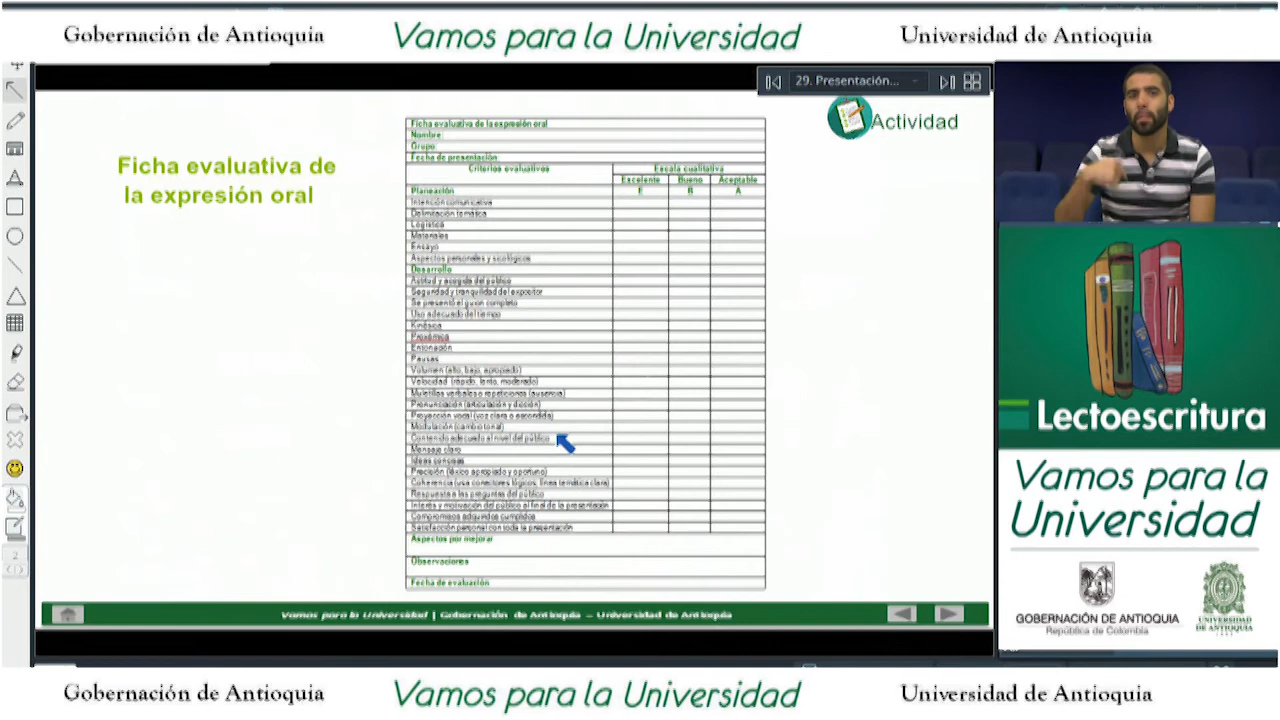 Gobernación de Antioquia
Vamos para la Universidad
Universidad de Antioquia
29. Presentación...
Actividad
Ficha evaluativa de
la expresión oral
Ficha evaluativa de la expresión oral
Nombre:
Grupo:
Fecha de presentación:
Criterios evaluativos
Escala cualitativa
Excelente Bueno Aceptable
Planeación E B A
Intención comunicativa
Delimitación temática
Logística
Materiales
Ensayo
Aspectos personales y sicológicos
Desarrollo
Actitud y acogida del público
Seguridad y tranquilidad del expositor
Se presentó el guion completo
Uso adecuado del tiempo
Kinésica
Proxémica
Entonación
Pausas
Volumen (alto, bajo, apropiado)
Velocidad (rápido, lento, moderado)
Muletillas verbales o repeticiones (ausencia)
Pronunciación (articulación y dicción)
Proyección vocal (voz clara o escondida)
Modulación (cambio tonal)
Contenido adecuado al nivel del público
Mensaje claro
Ideas concisas
Precisión (léxico apropiado y oportuno)
Coherencia (usa conectores lógicos, línea temática clara)
Respuesta a las preguntas del público
Interés y motivación del público al final de la presentación
Compromisos adquiridos cumplidos
Satisfacción personal con toda la presentación
Aspectos por mejorar
Observaciones
Fecha de evaluación
Vamos para la Universidad | Gobernación de Antioquia – Universidad de Antioquia
2
Lectoescritura
Vamos para la
Universidad
GOBERNACIÓN DE ANTIOQUIA
República de Colombia
UNIVERSIDAD
DE ANTIOQUIA
Gobernación de Antioquia
Vamos para la Universidad
Universidad de Antioquia